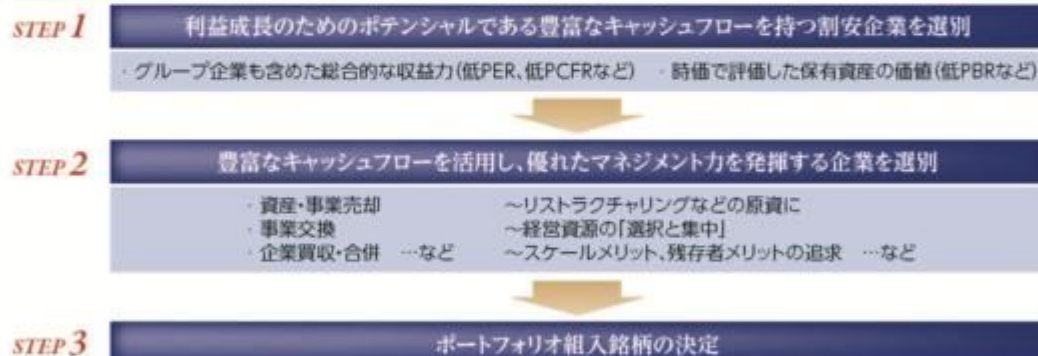 STEP 1 利益成長のためのポテンシャルである豊富なキャッシュフローを持つ割安企業を選別
・グループ企業も含めた総合的な収益力(低PER、低PCFRなど) ・時価で評価した保有資産の価値(低PBRなど)
STEP 2 豊富なキャッシュフローを活用し、優れたマネジメント力を発揮する企業を選別
・資産・事業売却 ~リストラクチャリングなどの原資に
・事業交換 ~経営資源の「選択と集中」
・企業買収・合併 …など ~スケールメリット、残存者メリットの追求 …など
STEP 3 ポートフォリオ組入銘柄の決定